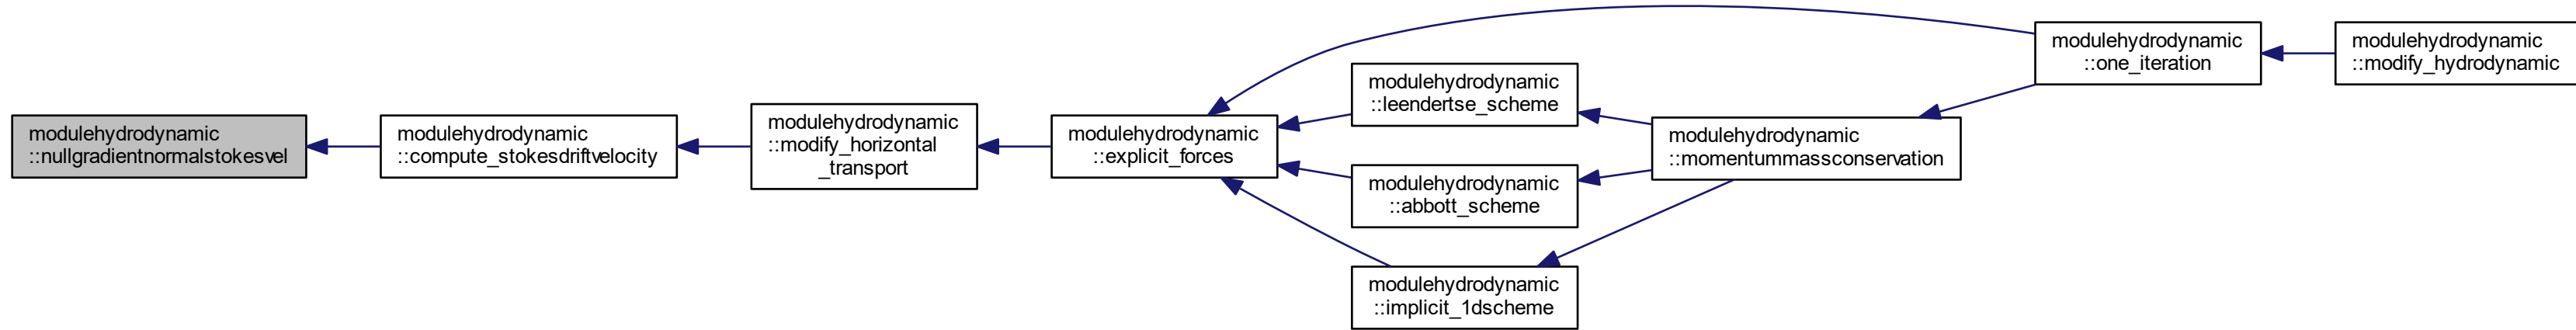 modulehydrodynamic
::nullgradientnormalstokesvel
modulehydrodynamic
::compute_stokesdriftvelocity
modulehydrodynamic
::modify_horizontal
_transport
modulehydrodynamic
::explicit_forces
modulehydrodynamic
::leendertse_scheme
modulehydrodynamic
::abbott_scheme
modulehydrodynamic
::implicit_1dscheme
modulehydrodynamic
::momentummassconservation
modulehydrodynamic
::one_iteration
modulehydrodynamic
::modify_hydrodynamic